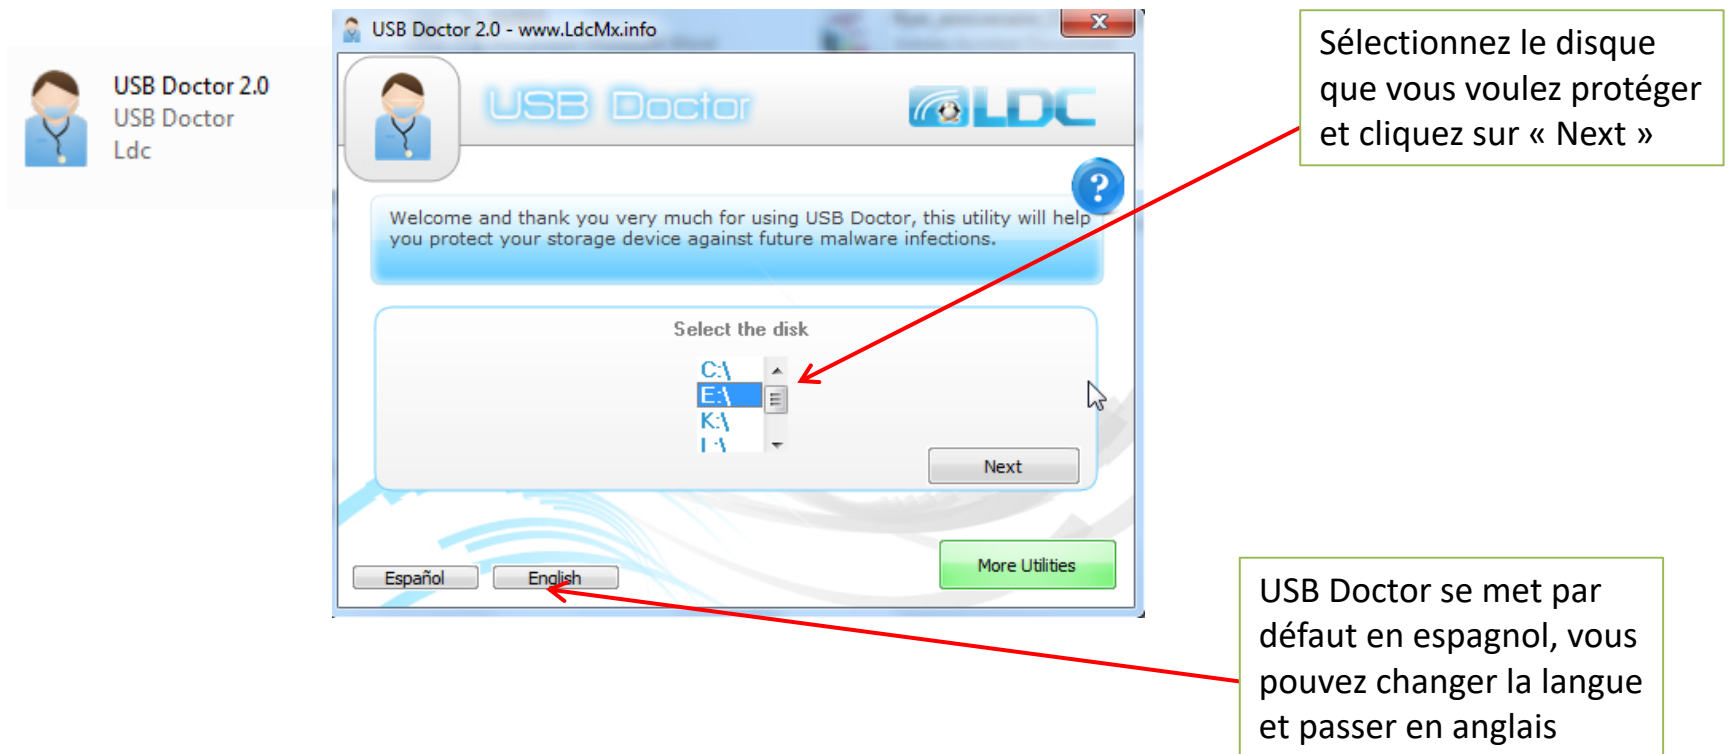 USB Doctor 2.0
USB Doctor
Ldc
USB Doctor 2.0 - www.LdcMx.info
USB Doctor
LDC
?
Welcome and thank you very much for using USB Doctor, this utility will help
you protect your storage device against future malware infections.
Select the disk
C:\
E:\
K:\
Next
More Utilities
Español
English
Sélectionnez le disque
que vous voulez protéger
et cliquez sur « Next »
USB Doctor se met par
défaut en espagnol, vous
pouvez changer la langue
et passer en anglais